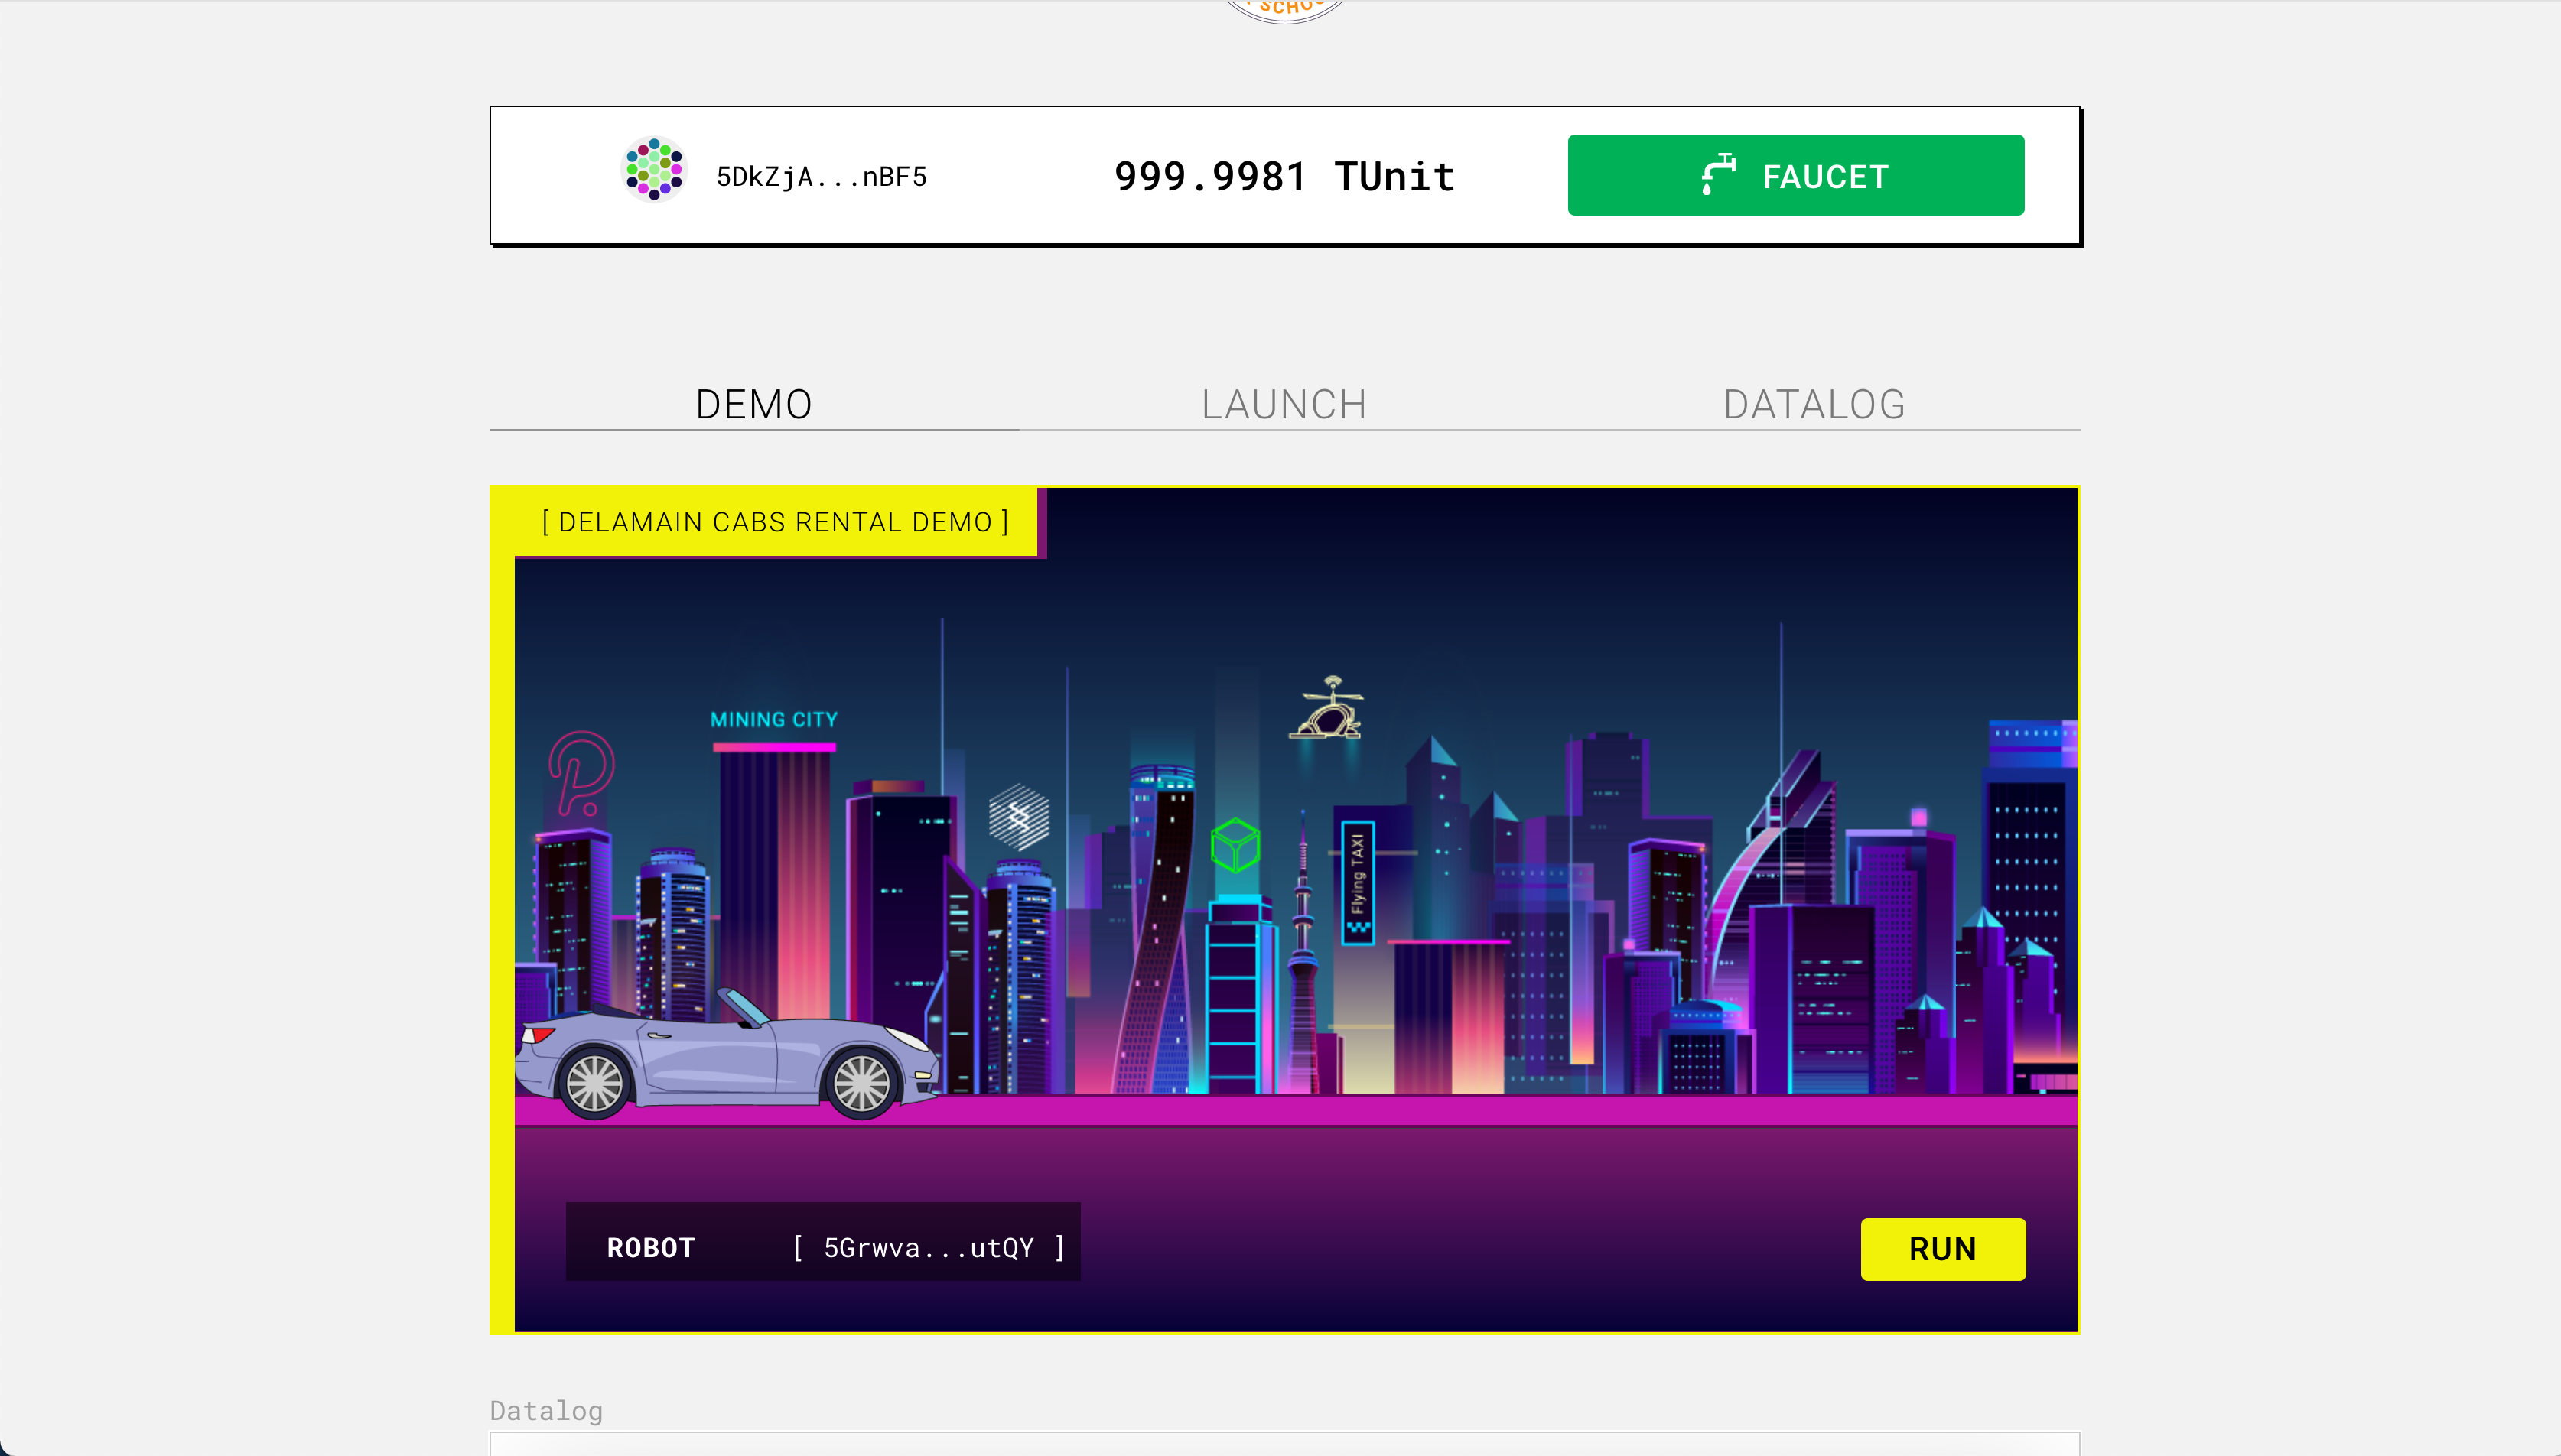 SCHOO
5DkZjA...nBF5
999.9981 TUnit
FAUCET
DEMO
LAUNCH
DATALOG
[ DELAMAIN CABS RENTAL DEMO ]
MINING CITY
Flying TAXI
ROBOT [ 5Grwva...utQY ]
RUN
Datalog